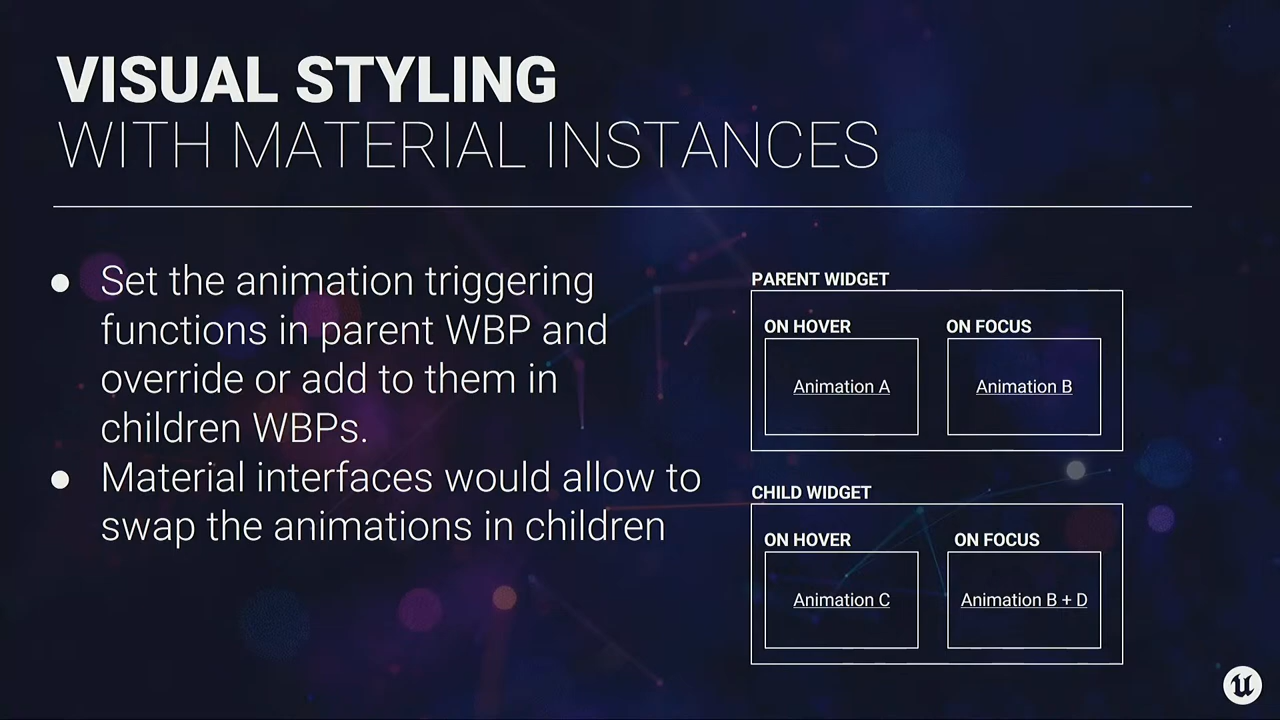 VISUAL STYLING
WITH MATERIAL INSTANCES
● Set the animation triggering
functions in parent WBP and
override or add to them in
children WBPs.
● Material interfaces would allow to
swap the animations in children
PARENT WIDGET
ON HOVER
ON FOCUS
Animation A
Animation B
CHILD WIDGET
ON HOVER
ON FOCUS
Animation C
Animation B + D